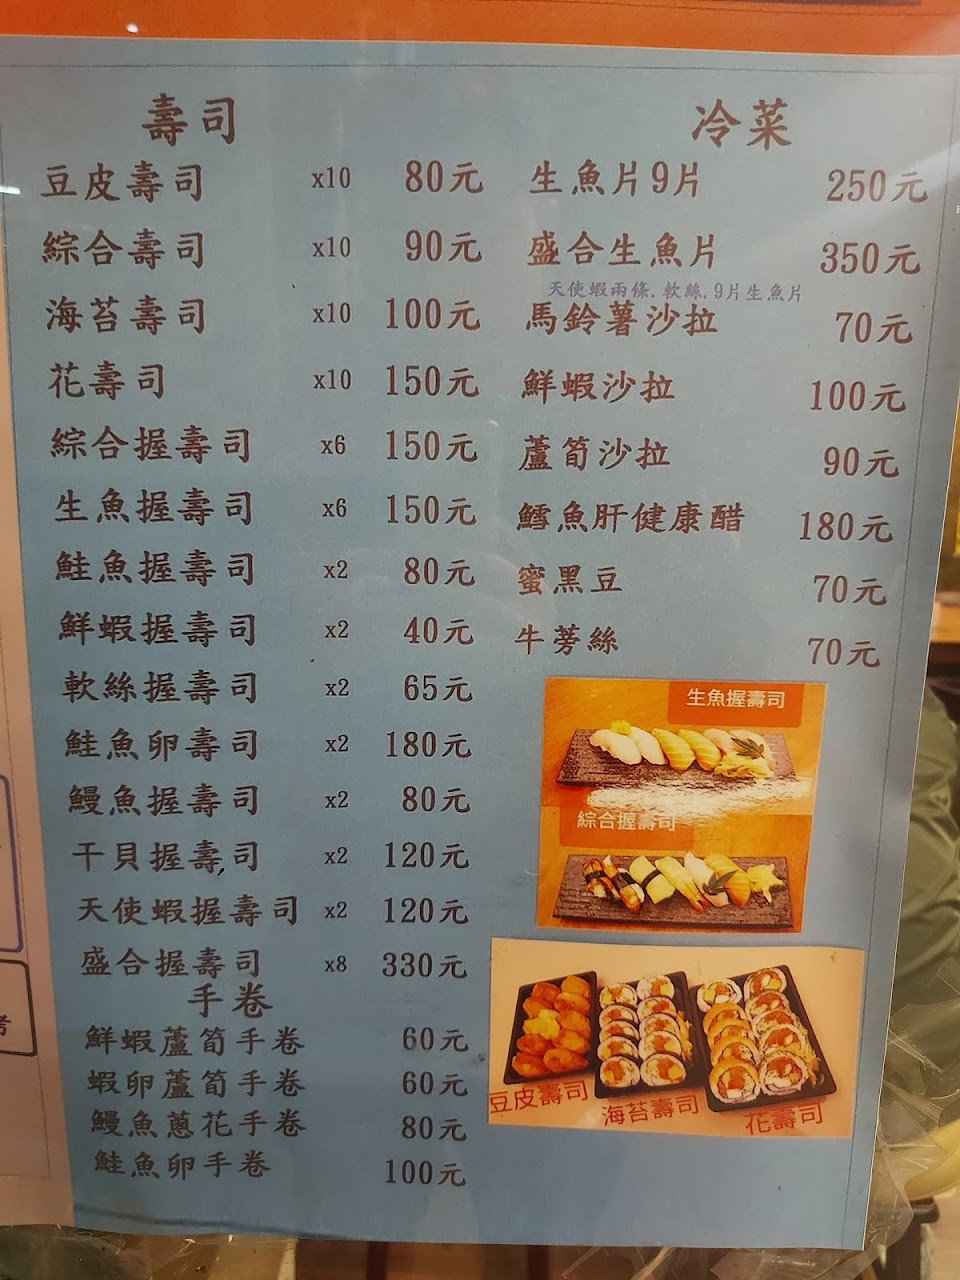 壽司
豆皮壽司 x10 80元
綜合壽司 x10 90元
海苔壽司 x10 100元
花壽司 x10 150元
綜合握壽司 x6 150元
生魚握壽司 x6 150元
鮭魚握壽司 x2 80元
鮮蝦握壽司 x2 40元
軟絲握壽司 x2 65元
鮭魚卵壽司 x2 180元
鰻魚握壽司 x2 80元
干貝握壽司 x2 120元
天使蝦握壽司 x2 120元
盛合握壽司 x8 330元
手卷
鮮蝦蘆筍手卷 60元
蝦卵蘆筍手卷 60元
鰻魚蔥花手卷 80元
鮭魚卵手卷 100元
冷菜
生魚片9片 250元
盛合生魚片 350元
天使蝦兩條.軟絲.9片生魚片
馬鈴薯沙拉 70元
鮮蝦沙拉 100元
蘆筍沙拉 90元
鱈魚肝健康醋 180元
蜜黑豆 70元
牛蒡絲 70元
生魚握壽司
綜合握壽司
豆皮壽司
海苔壽司
花壽司